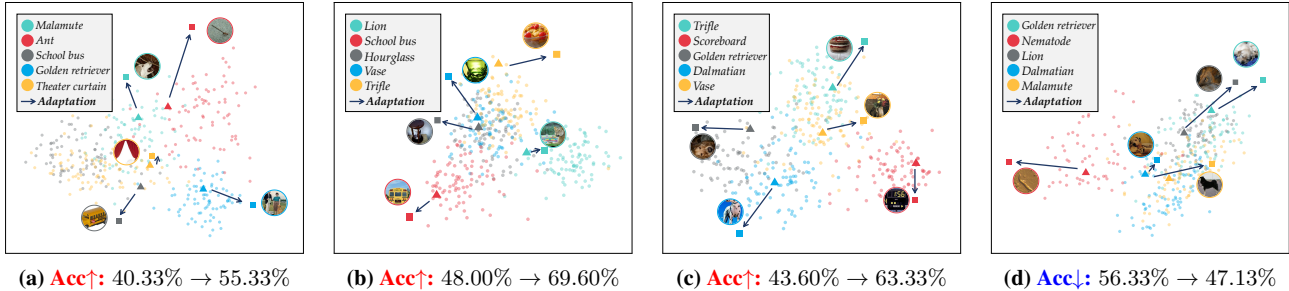 Malamute
Ant
School bus
Golden retriever
Theater curtain
Adaptation
Lion
School bus
Hourglass
Vase
Trifle
Adaptation
Trifle
Scoreboard
Golden retriever
Dalmatian
Vase
Adaptation
Golden retriever
Nematode
Lion
Dalmatian
Malamute
Adaptation
(a) Acc↑: 40.33% → 55.33%
(b) Acc↑: 48.00% → 69.60%
(c) Acc↑: 43.60% → 63.33%
(d) Acc↓: 56.33% → 47.13%